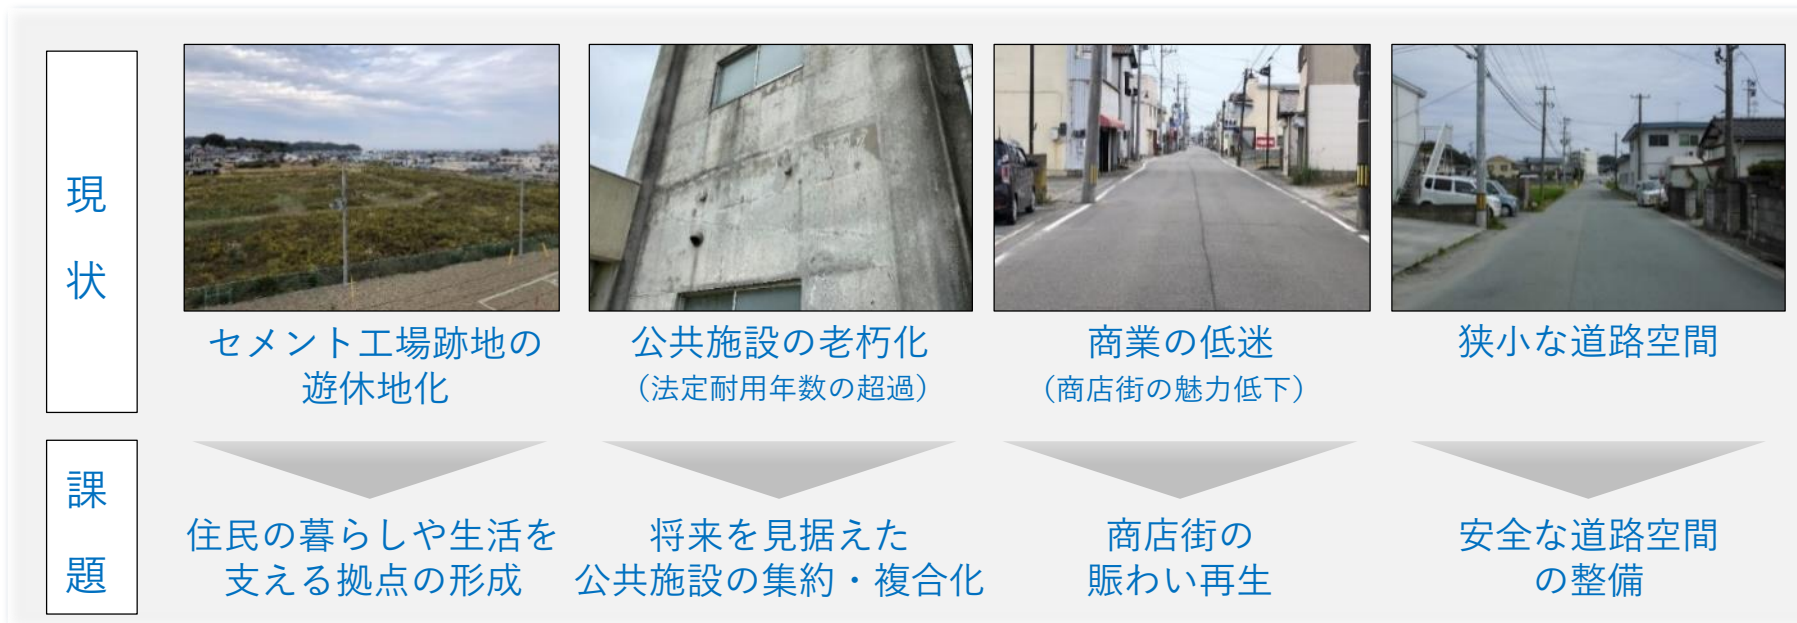 現状
セメント工場跡地の
遊休地化
公共施設の老朽化
（法定耐用年数の超過）
商業の低迷
（商店街の魅力低下）
狭小な道路空間
課題
住民の暮らしや生活を
支える拠点の形成
将来を見据えた
公共施設の集約・複合化
商店街の
賑わい再生
安全な道路空間
の整備